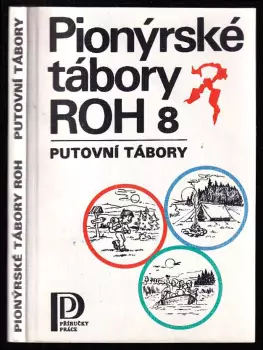 Pionýrské
tábory
ROH 8
PUTOVNÍ TÁBORY
PŘÍRUČKY
PRÁCE
PIONÝRSKÉ TÁBORY ROH PUTOVNÍ TÁBORY